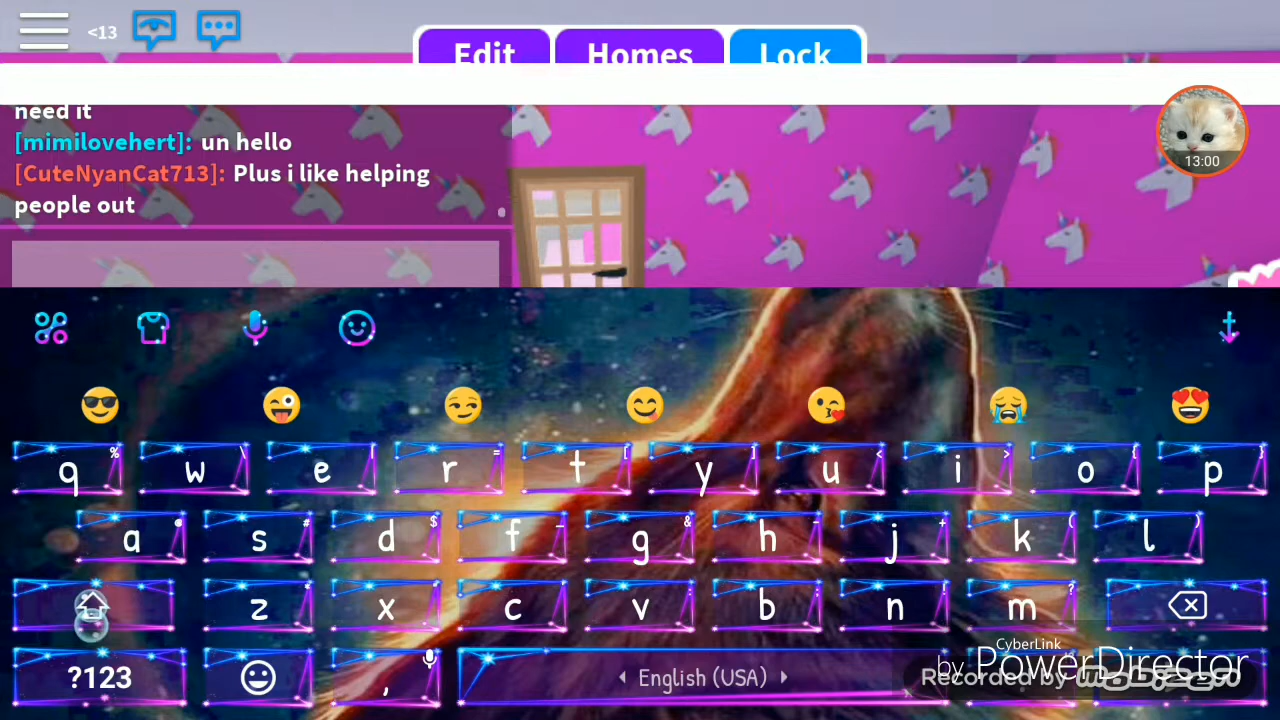 <13
Edit Homes Lock
need it
[mimilovehert]: un hello
[CuteNyanCat713]: Plus i like helping
people out
13:00
q w e r t y u i o p
a s d f g h j k l
z x c v b n m
?123 , English (USA)
CyberLink
by PowerDirector
Recorded by